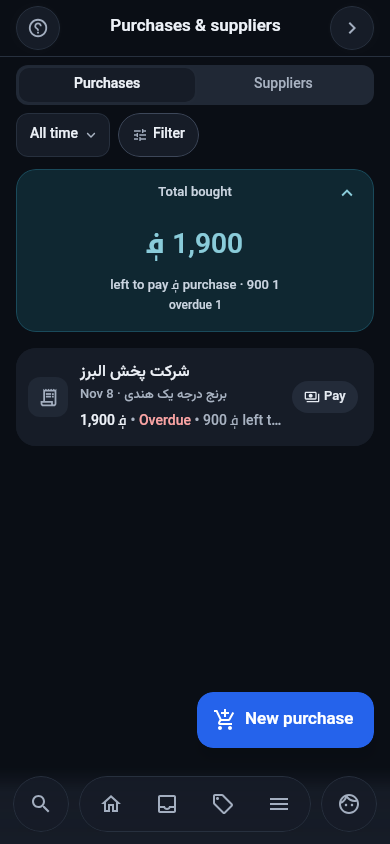 Purchases & suppliers
Purchases
Suppliers
All time
Filter
Total bought
؋ 1,900
left to pay ؋ purchase · 900 1
overdue 1
شرکت پخش البرز
Nov 8 · برنج درجه یک هندی
1,900 ؋ • Overdue • 900 ؋ left t…
Pay
New purchase